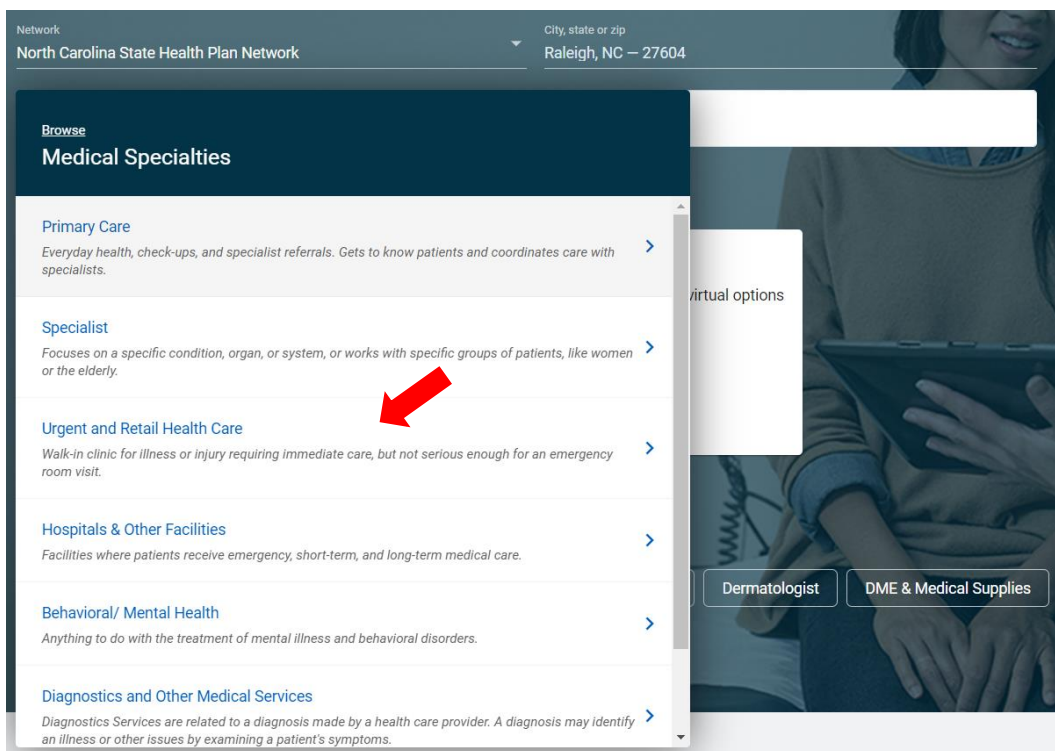 Network
North Carolina State Health Plan Network
City, state or zip
Raleigh, NC — 27604
Browse
Medical Specialties
Primary Care
Everyday health, check-ups, and specialist referrals. Gets to know patients and coordinates care with
specialists.
Specialist
Focuses on a specific condition, organ, or system, or works with specific groups of patients, like women
or the elderly.
Urgent and Retail Health Care
Walk-in clinic for illness or injury requiring immediate care, but not serious enough for an emergency
room visit.
Hospitals & Other Facilities
Facilities where patients receive emergency, short-term, and long-term medical care.
Behavioral/ Mental Health
Anything to do with the treatment of mental illness and behavioral disorders.
Diagnostics and Other Medical Services
Diagnostics Services are related to a diagnosis made by a health care provider. A diagnosis may identify
an illness or other issues by examining a patient's symptoms.
virtual options
Dermatologist
DME & Medical Supplies